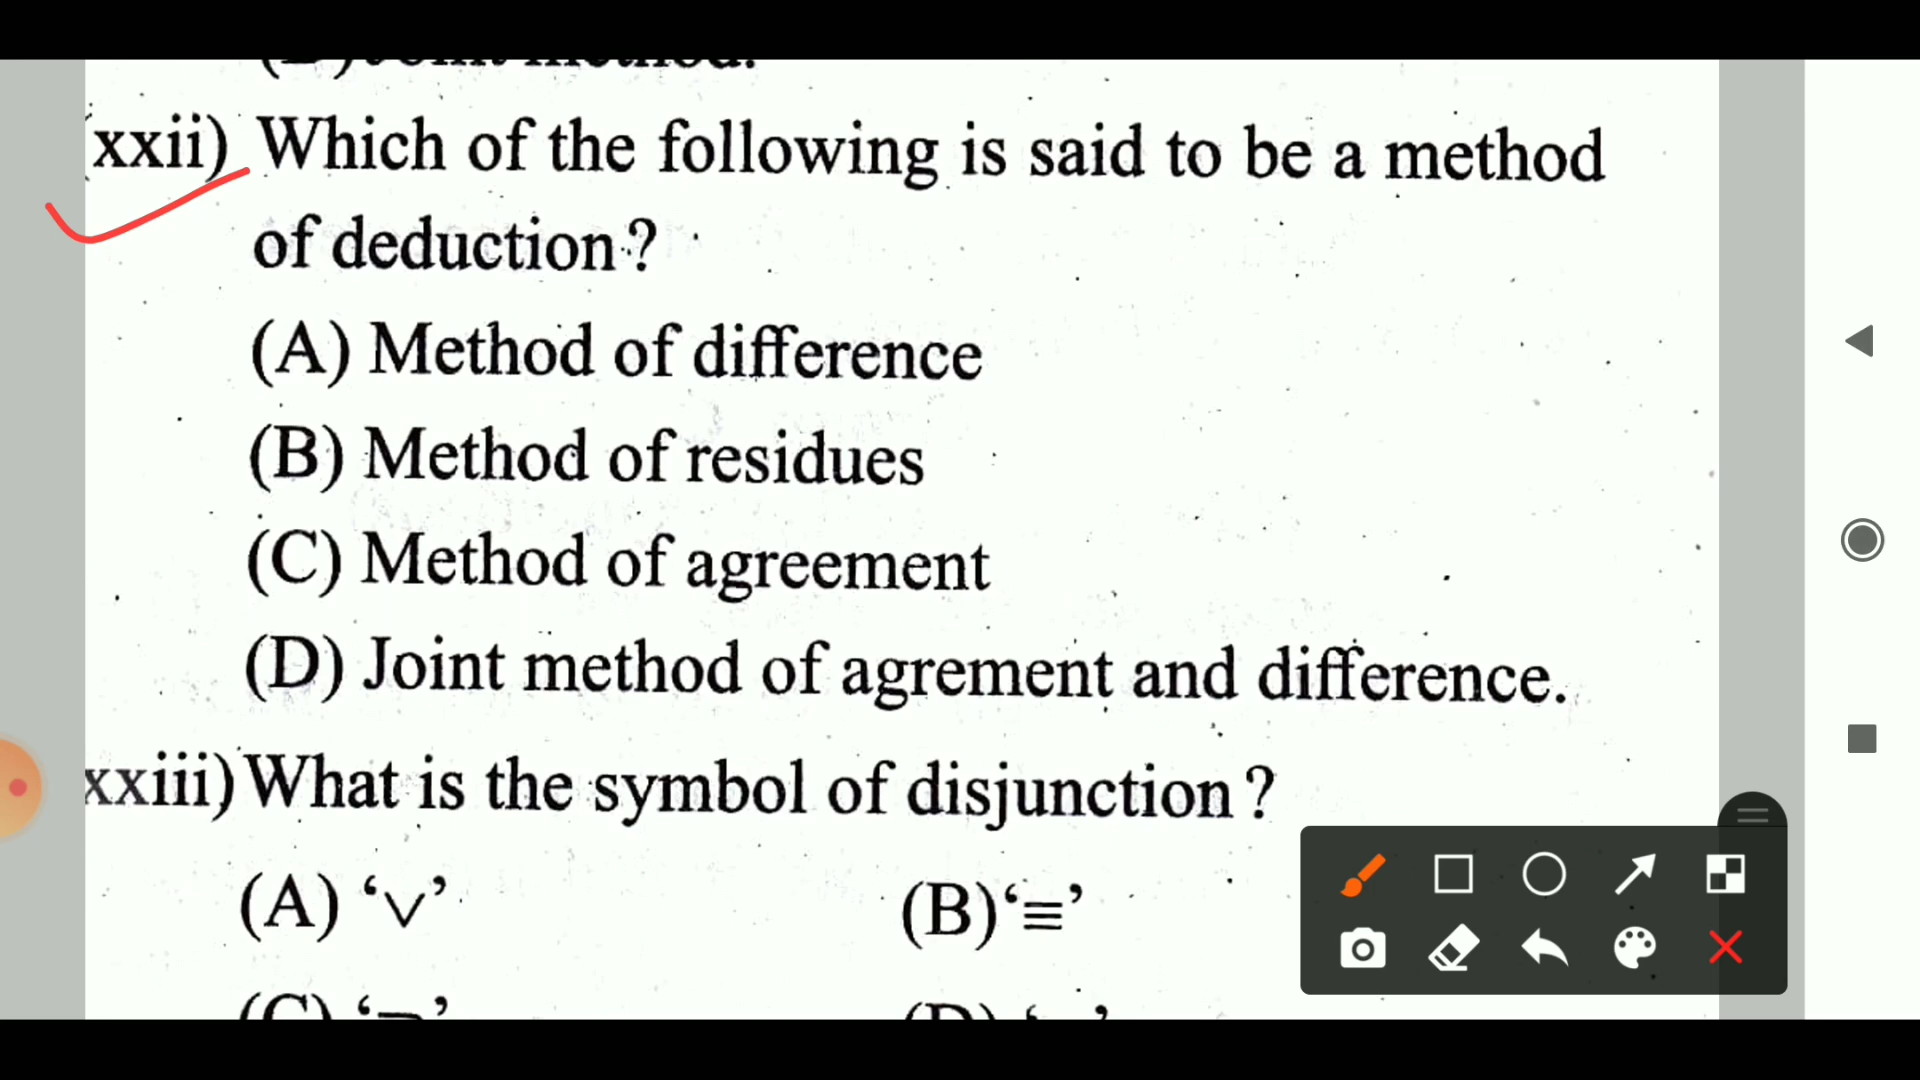 (xxii) Which of the following is said to be a method
of deduction ?
(A) Method of difference
(B) Method of residues
(C) Method of agreement
(D) Joint method of agrement and difference.
xxiii) What is the symbol of disjunction ?
(A) ‘∨’ (B) ‘≡’